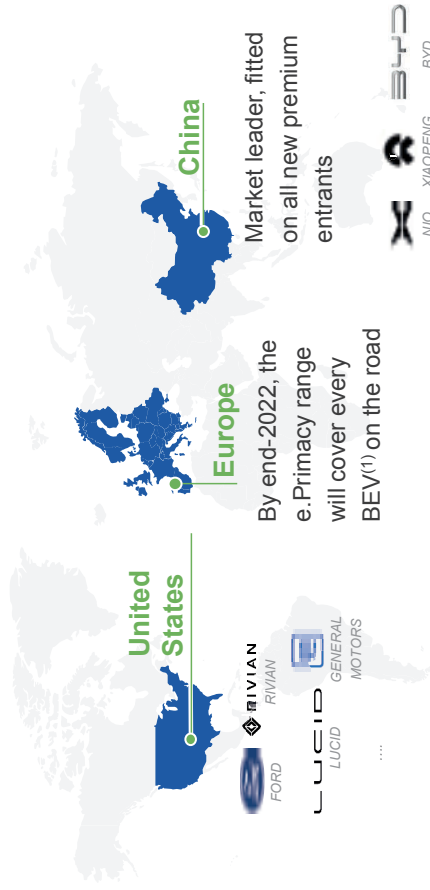 United
States
FORD
RIVIAN
RIVIAN
LUCID
LUCID
GENERAL
MOTORS
....
Europe
By end-2022, the
e.Primacy range
will cover every
BEV(1) on the road
China
Market leader, fitted
on all new premium
entrants
NIO
XIAOPENG
BYD
BYD